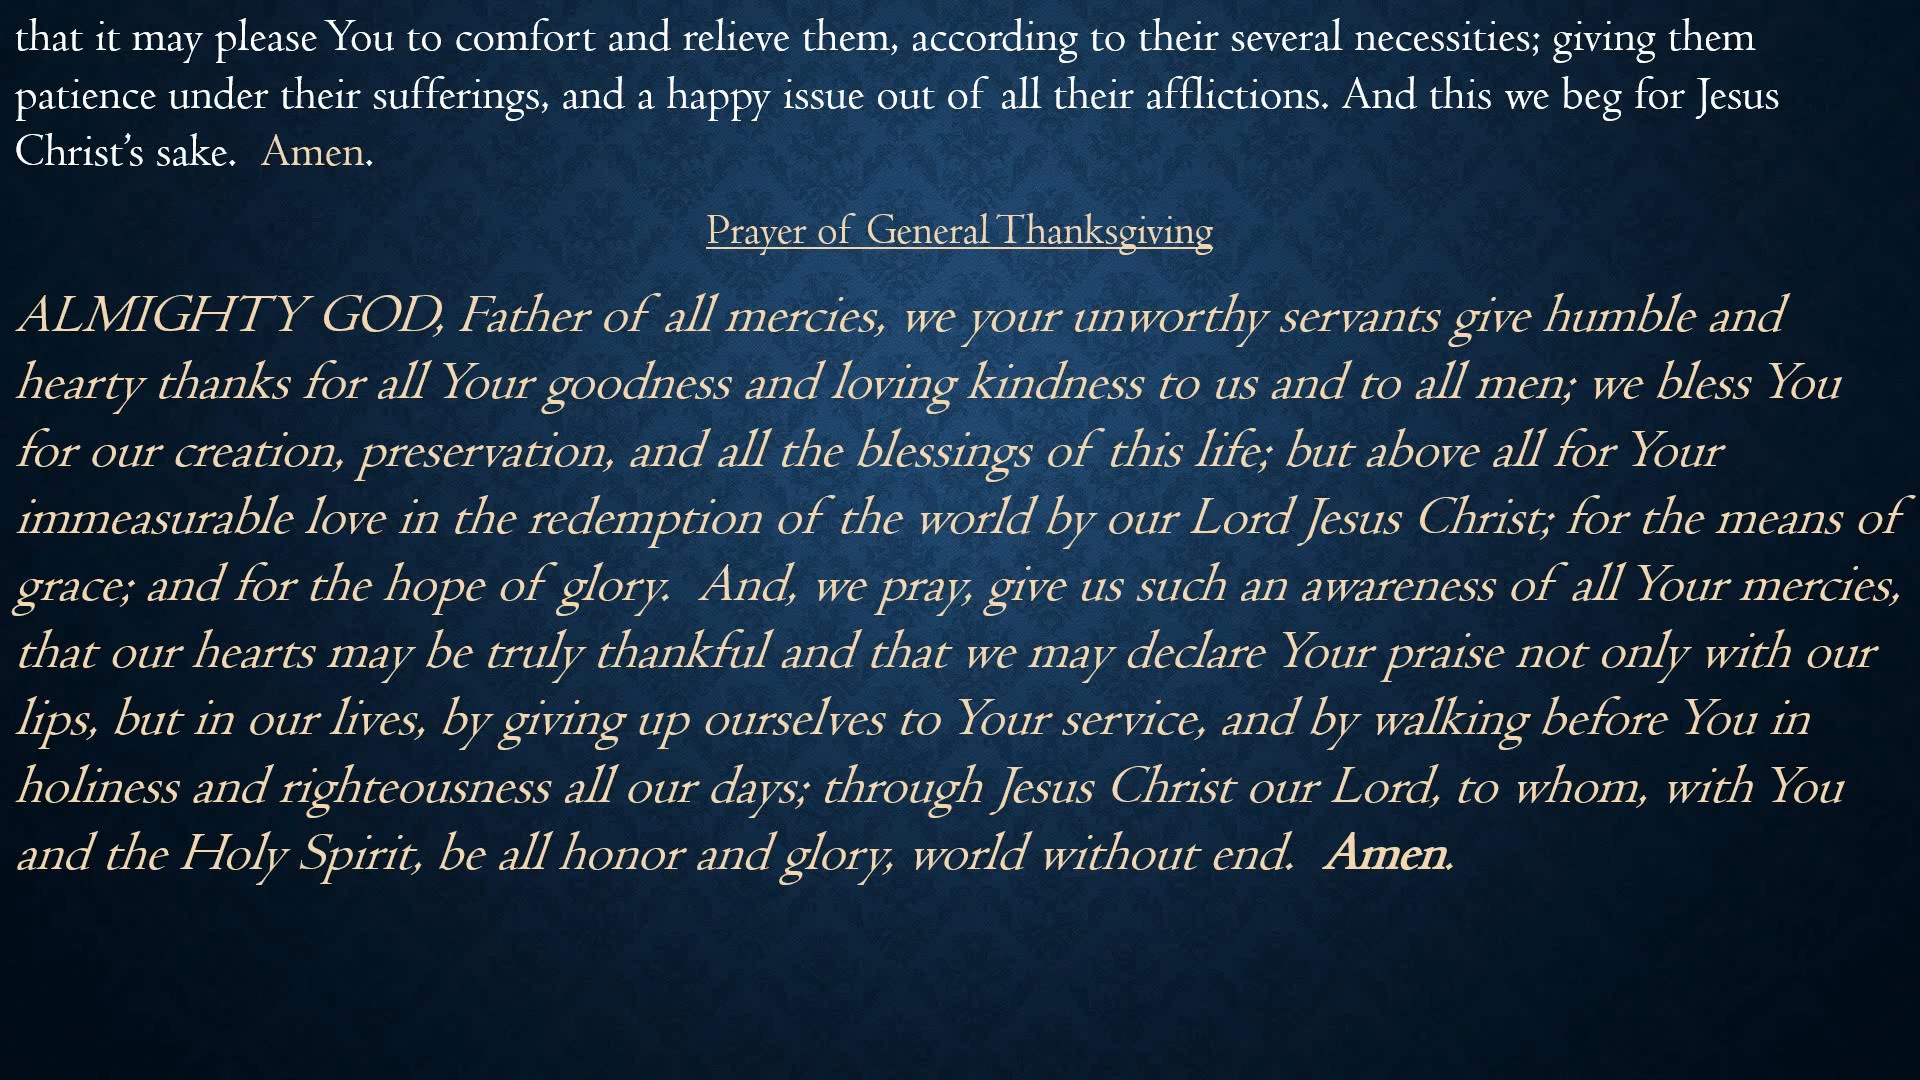 that it may please You to comfort and relieve them, according to their several necessities; giving them
patience under their sufferings, and a happy issue out of all their afflictions. And this we beg for Jesus
Christ’s sake.  Amen.
Prayer of General Thanksgiving
ALMIGHTY GOD, Father of all mercies, we your unworthy servants give humble and
hearty thanks for all Your goodness and loving kindness to us and to all men; we bless You
for our creation, preservation, and all the blessings of this life; but above all for Your
immeasurable love in the redemption of the world by our Lord Jesus Christ; for the means of
grace; and for the hope of glory.  And, we pray, give us such an awareness of all Your mercies,
that our hearts may be truly thankful and that we may declare Your praise not only with our
lips, but in our lives, by giving up ourselves to Your service, and by walking before You in
holiness and righteousness all our days; through Jesus Christ our Lord, to whom, with You
and the Holy Spirit, be all honor and glory, world without end.  Amen.